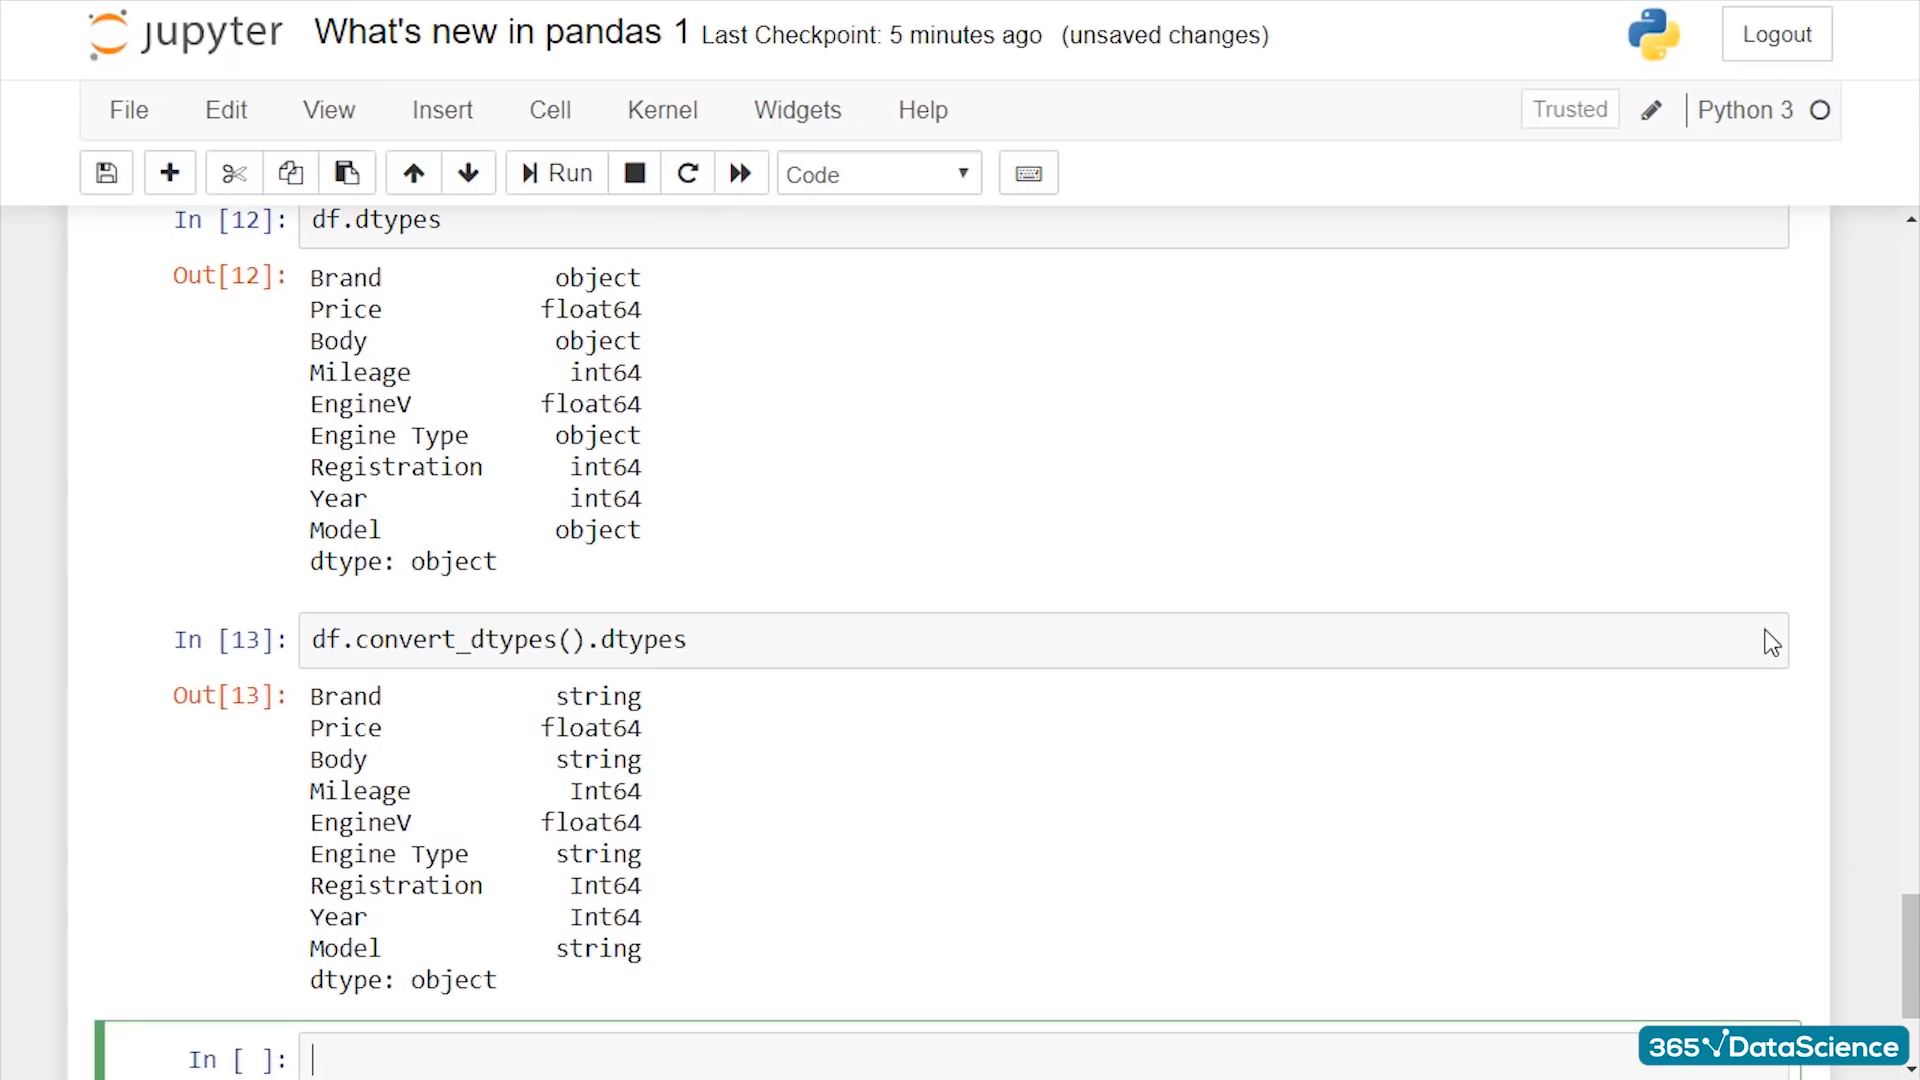 jupyter What's new in pandas 1 Last Checkpoint: 5 minutes ago (unsaved changes) Logout
File Edit View Insert Cell Kernel Widgets Help Trusted Python 3
Run Code
In [12]: df.dtypes
Out[12]: Brand object
Price float64
Body object
Mileage int64
EngineV float64
Engine Type object
Registration int64
Year int64
Model object
dtype: object
In [13]: df.convert_dtypes().dtypes
Out[13]: Brand string
Price float64
Body string
Mileage Int64
EngineV float64
Engine Type string
Registration Int64
Year Int64
Model string
dtype: object
In [ ]:
365 DataScience